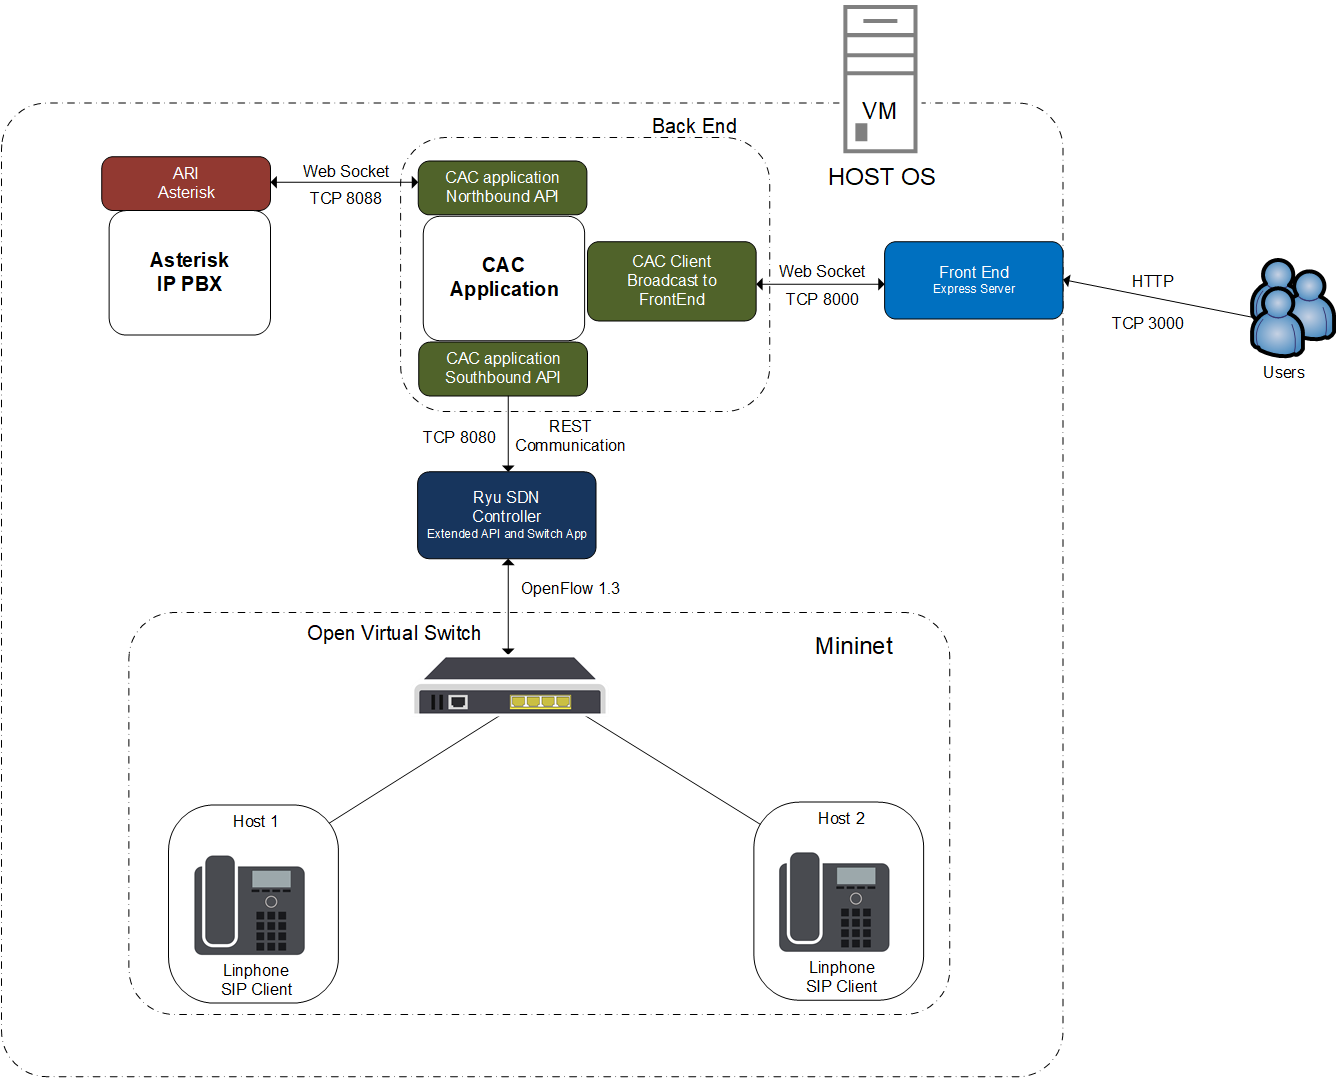 VM
HOST OS
Back End
ARI
Asterisk
Asterisk
IP PBX
Web Socket
TCP 8088
CAC application
Northbound API
CAC
Application
CAC Client
Broadcast to
FrontEnd
CAC application
Southbound API
Web Socket
TCP 8000
Front End
Express Server
HTTP
TCP 3000
Users
TCP 8080
REST
Communication
Ryu SDN
Controller
Extended API and Switch App
OpenFlow 1.3
Open Virtual Switch
Mininet
Host 1
Linphone
SIP Client
Host 2
Linphone
SIP Client